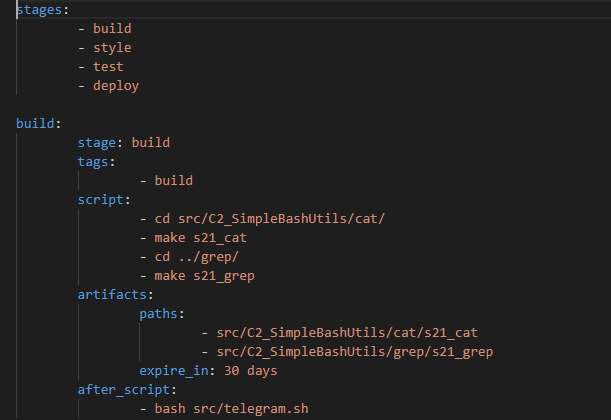 stages:
- build
- style
- test
- deploy
build:
stage: build
tags:
- build
script:
- cd src/C2_SimpleBashUtils/cat/
- make s21_cat
- cd ../grep/
- make s21_grep
artifacts:
paths:
- src/C2_SimpleBashUtils/cat/s21_cat
- src/C2_SimpleBashUtils/grep/s21_grep
expire_in: 30 days
after_script:
- bash src/telegram.sh